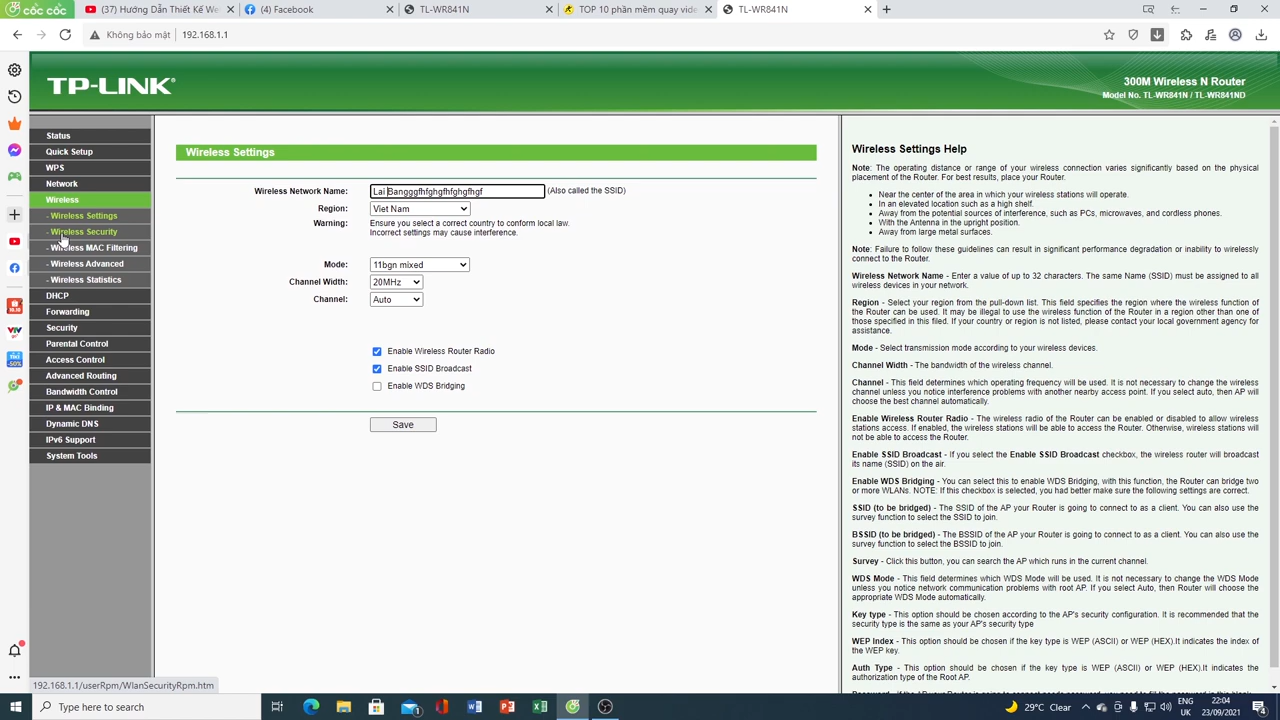 cốc cốc
(37) Hướng Dẫn Thiết Kế We
(4) Facebook
TL-WR841N
TOP 10 phần mềm quay video
TL-WR841N
Không bảo mật
192.168.1.1
TP-LINK®
300M Wireless N Router
Model No. TL-WR841N / TL-WR841ND
Status
Quick Setup
WPS
Network
Wireless
- Wireless Settings
- Wireless Security
- Wireless MAC Filtering
- Wireless Advanced
- Wireless Statistics
DHCP
Forwarding
Security
Parental Control
Access Control
Advanced Routing
Bandwidth Control
IP & MAC Binding
Dynamic DNS
IPv6 Support
System Tools
Wireless Settings
Wireless Network Name: Lai Bangggfhfghgfhfghgfhgf (Also called the SSID)
Region: Viet Nam
Warning: Ensure you select a correct country to conform local law.
Incorrect settings may cause interference.
Mode: 11bgn mixed
Channel Width: 20MHz
Channel: Auto
Enable Wireless Router Radio
Enable SSID Broadcast
Enable WDS Bridging
Save
Wireless Settings Help
Note: The operating distance or range of your wireless connection varies significantly based on the physical
placement of the Router. For best results, place your Router.
Near the center of the area in which your wireless stations will operate.
In an elevated location such as a high shelf.
Away from the potential sources of interference, such as PCs, microwaves, and cordless phones.
With the Antenna in the upright position.
Away from large metal surfaces.
Note: Failure to follow these guidelines can result in significant performance degradation or inability to wirelessly
connect to the Router.
Wireless Network Name - Enter a value of up to 32 characters. The same Name (SSID) must be assigned to all
wireless devices in your network.
Region - Select your region from the pull-down list. This field specifies the region where the wireless function of
the Router can be used. It may be illegal to use the wireless function of the Router in a region other than one of
those specified in this filed. If your country or region is not listed, please contact your local government agency for
assistance.
Mode - Select transmission mode according to your wireless devices.
Channel Width - The bandwidth of the wireless channel.
Channel - This field determines which operating frequency will be used. It is not necessary to change the wireless
channel unless you notice interference problems with another nearby access point. If you select auto, then AP will
choose the best channel automatically.
Enable Wireless Router Radio - The wireless radio of the Router can be enabled or disabled to allow wireless
stations access. If enabled, the wireless stations will be able to access the Router. Otherwise, wireless stations will
not be able to access the Router.
Enable SSID Broadcast - If you select the Enable SSID Broadcast checkbox, the wireless router will broadcast
its name (SSID) on the air.
Enable WDS Bridging - You can select this to enable WDS Bridging, with this function, the Router can bridge two
or more WLANs. NOTE: If this checkbox is selected, you had better make sure the following settings are correct.
SSID (to be bridged) - The SSID of the AP your Router is going to connect to as a client. You can also use the
survey function to select the SSID to join.
BSSID (to be bridged) - The BSSID of the AP your Router is going to connect to as a client. You can also use the
survey function to select the BSSID to join.
Survey - Click this button, you can search the AP which runs in the current channel.
WDS Mode - This field determines which WDS Mode will be used. It is not necessary to change the WDS Mode
unless you notice network communication problems with root AP. If you select Auto, then Router will choose the
appropriate WDS Mode automatically.
Key type - This option should be chosen according to the AP's security configuration. It is recommended that the
security type is the same as your AP's security type
WEP Index - This option should be chosen if the key type is WEP (ASCII) or WEP (HEX).It indicates the index of
the WEP key.
Auth Type - This option should be chosen if the key type is WEP (ASCII) or WEP (HEX).It indicates the
authorization type of the Root AP.
192.168.1.1/userRpm/WlanSecurityRpm.htm
Type here to search
29°C Clear
ENG
UK
22:04
23/09/2021